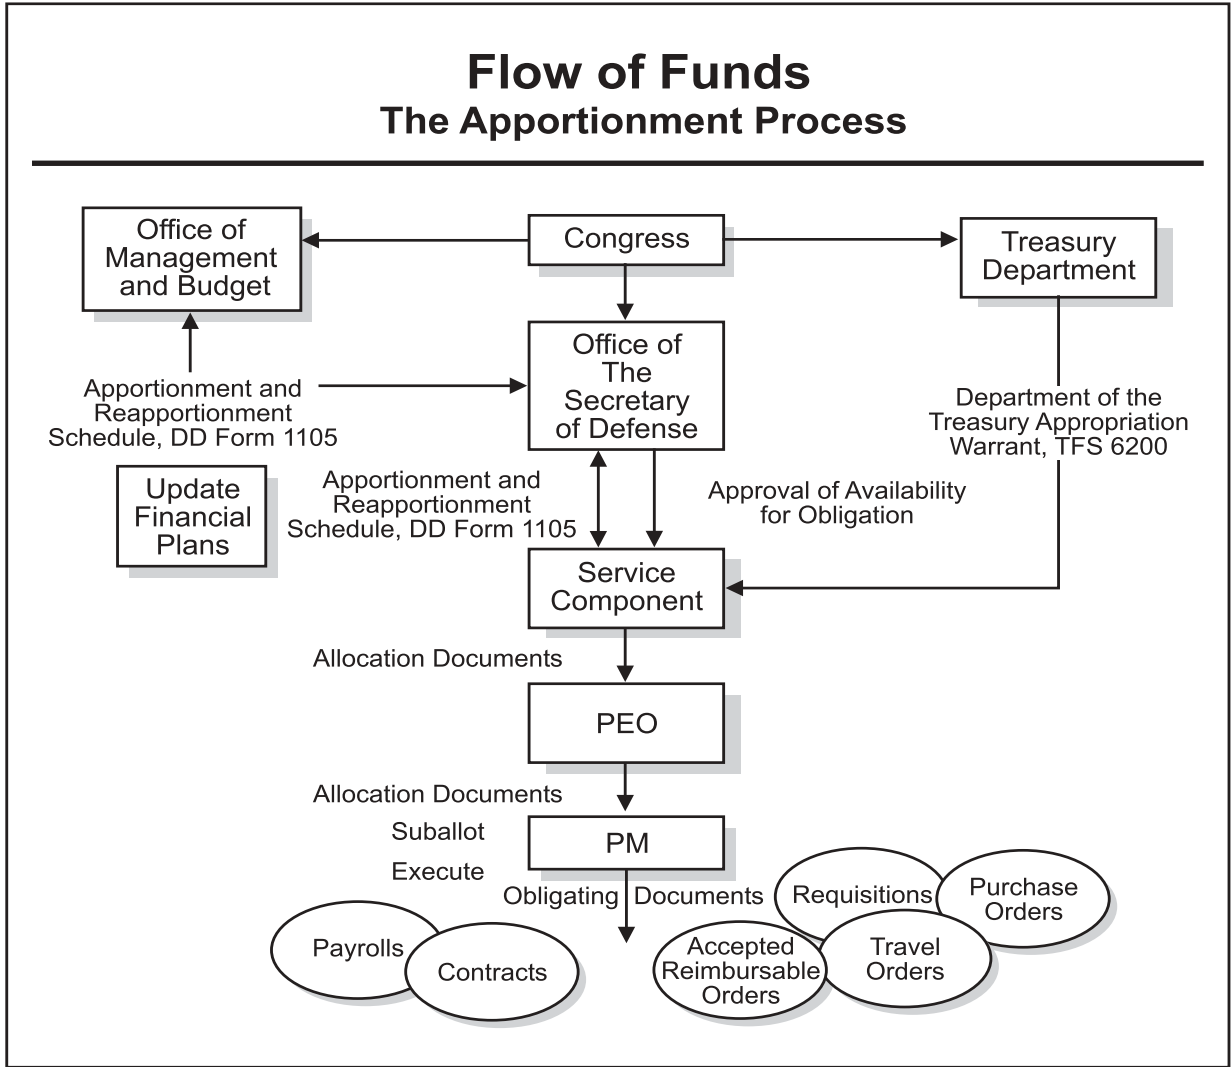 Flow of Funds
The Apportionment Process
Office of
Management
and Budget
Congress
Treasury
Department
Office of
The
Secretary
of Defense
Apportionment and
Reapportionment
Schedule, DD Form 1105
Department of the
Treasury Appropriation
Warrant, TFS 6200
Update
Financial
Plans
Apportionment and
Reapportionment
Schedule, DD Form 1105
Approval of Availability
for Obligation
Service
Component
Allocation Documents
PEO
Allocation Documents
Suballot
Execute
PM
Obligating Documents
Payrolls
Contracts
Requisitions
Purchase
Orders
Accepted
Reimbursable
Orders
Travel
Orders